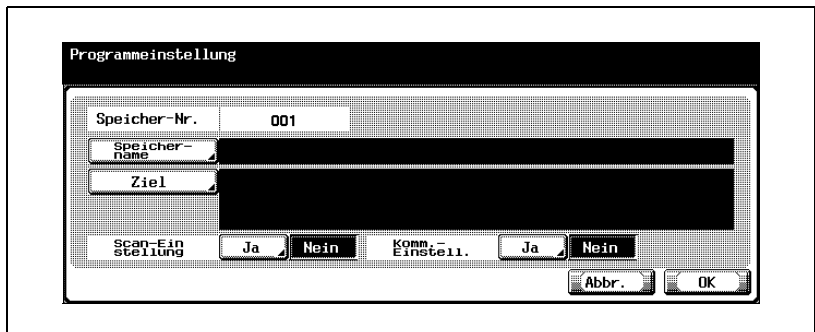 Programmeinstellung
Speicher-Nr. 001
Speicher-
name
Ziel
Scan-Ein
stellung
Ja Nein
Komm.-
Einstell.
Ja Nein
Abbr. OK